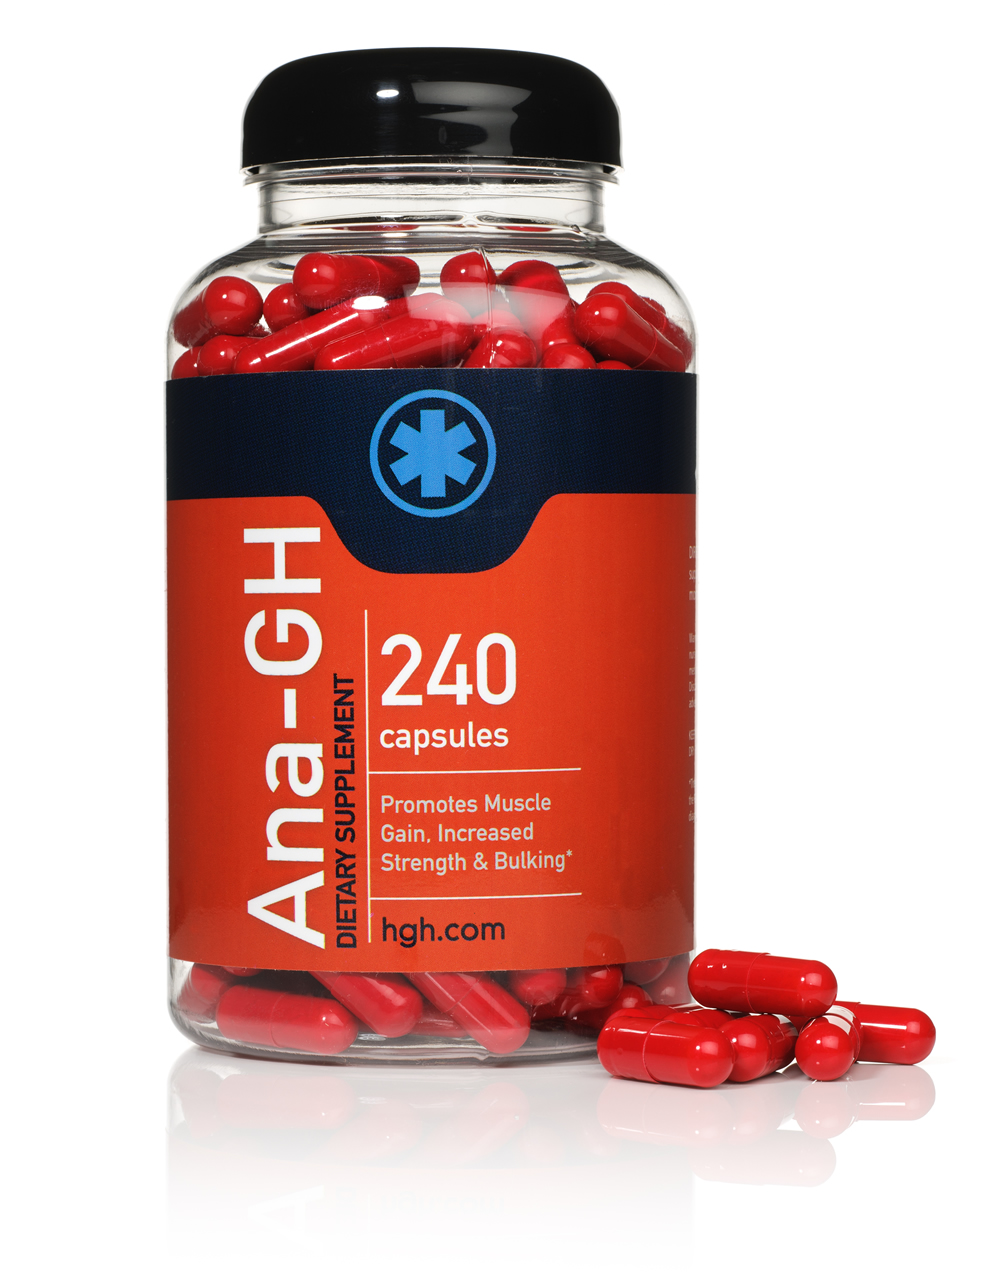 Ana-GH
DIETARY SUPPLEMENT
240
capsules
Promotes Muscle
Gain, Increased
Strength & Bulking*
hgh.com